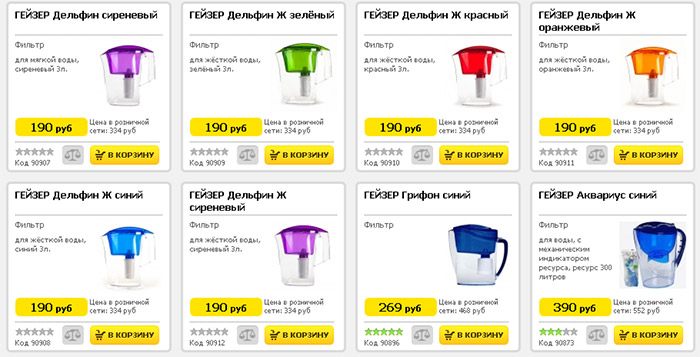 ГЕЙЗЕР Дельфин сиреневый
Фильтр
для мягкой воды,
сиреневый 3л.
190 руб
Цена в розничной
сети: 334 руб
Код 90907
В КОРЗИНУ
ГЕЙЗЕР Дельфин Ж зелёный
Фильтр
для жёсткой воды,
зелёный 3л.
190 руб
Цена в розничной
сети: 334 руб
Код 90909
В КОРЗИНУ
ГЕЙЗЕР Дельфин Ж красный
Фильтр
для жёсткой воды,
красный 3л.
190 руб
Цена в розничной
сети: 334 руб
Код 90910
В КОРЗИНУ
ГЕЙЗЕР Дельфин Ж
оранжевый
Фильтр
для жёсткой воды,
оранжевый 3л.
190 руб
Цена в розничной
сети: 334 руб
Код 90911
В КОРЗИНУ
ГЕЙЗЕР Дельфин Ж синий
Фильтр
для жёсткой воды,
синий 3л.
190 руб
Цена в розничной
сети: 334 руб
Код 90908
В КОРЗИНУ
ГЕЙЗЕР Дельфин Ж
сиреневый
Фильтр
для жёсткой воды,
сиреневый 3л.
190 руб
Цена в розничной
сети: 334 руб
Код 90912
В КОРЗИНУ
ГЕЙЗЕР Грифон синий
Фильтр
269 руб
Цена в розничной
сети: 468 руб
Код 90896
В КОРЗИНУ
ГЕЙЗЕР Аквариус синий
Фильтр
для воды, с
механическим
индикатором
ресурса, ресурс 300
литров
390 руб
Цена в розничной
сети: 552 руб
Код 90873
В КОРЗИНУ